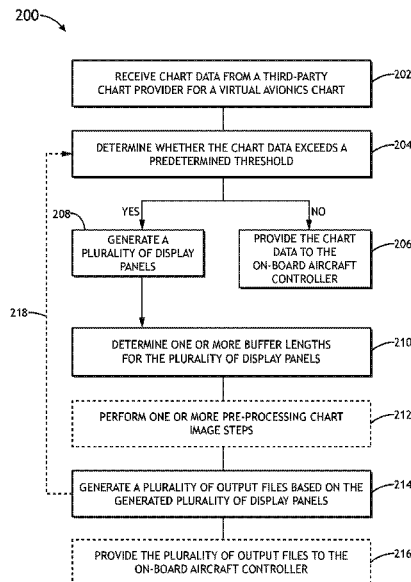 200
RECEIVE CHART DATA FROM A THIRD-PARTY
CHART PROVIDER FOR A VIRTUAL AVIONICS CHART
202
DETERMINE WHETHER THE CHART DATA EXCEEDS A
PREDETERMINED THRESHOLD
204
YES
NO
208
GENERATE A
PLURALITY OF DISPLAY
PANELS
PROVIDE THE CHART
DATA TO THE
ON-BOARD AIRCRAFT
CONTROLLER
206
218
DETERMINE ONE OR MORE BUFFER LENGTHS
FOR THE PLURALITY OF DISPLAY PANELS
210
PERFORM ONE OR MORE PRE-PROCESSING CHART
IMAGE STEPS
212
GENERATE A PLURALITY OF OUTPUT FILES BASED ON THE
GENERATED PLURALITY OF DISPLAY PANELS
214
PROVIDE THE PLURALITY OF OUTPUT FILES TO THE
ON-BOARD AIRCRAFT CONTROLLER
216